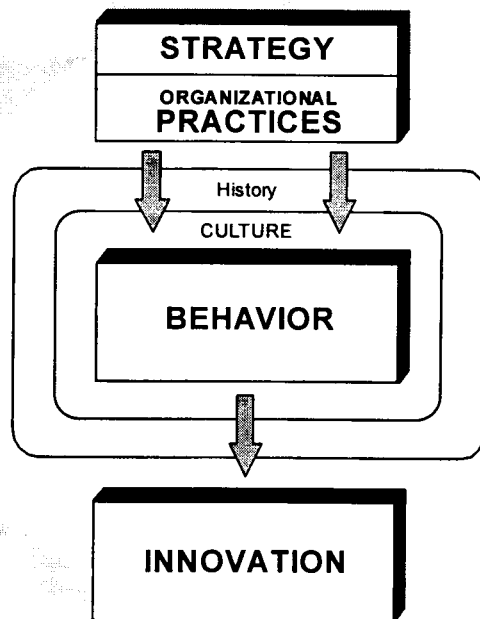 STRATEGY
ORGANIZATIONAL
PRACTICES
History
CULTURE
BEHAVIOR
INNOVATION